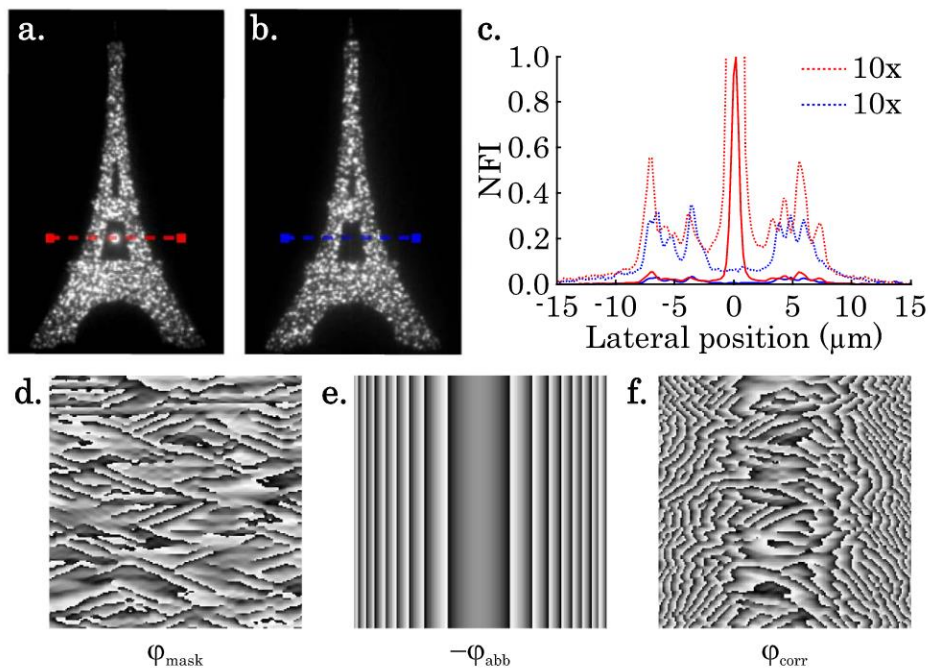 a.
b.
c.
1.0
0.8
0.6
0.4
0.2
0.0
NFI
10x
10x
-15
-10
-5
0
5
10
15
Lateral position (µm)
d.
e.
f.
φmask
−φabb
φcorr